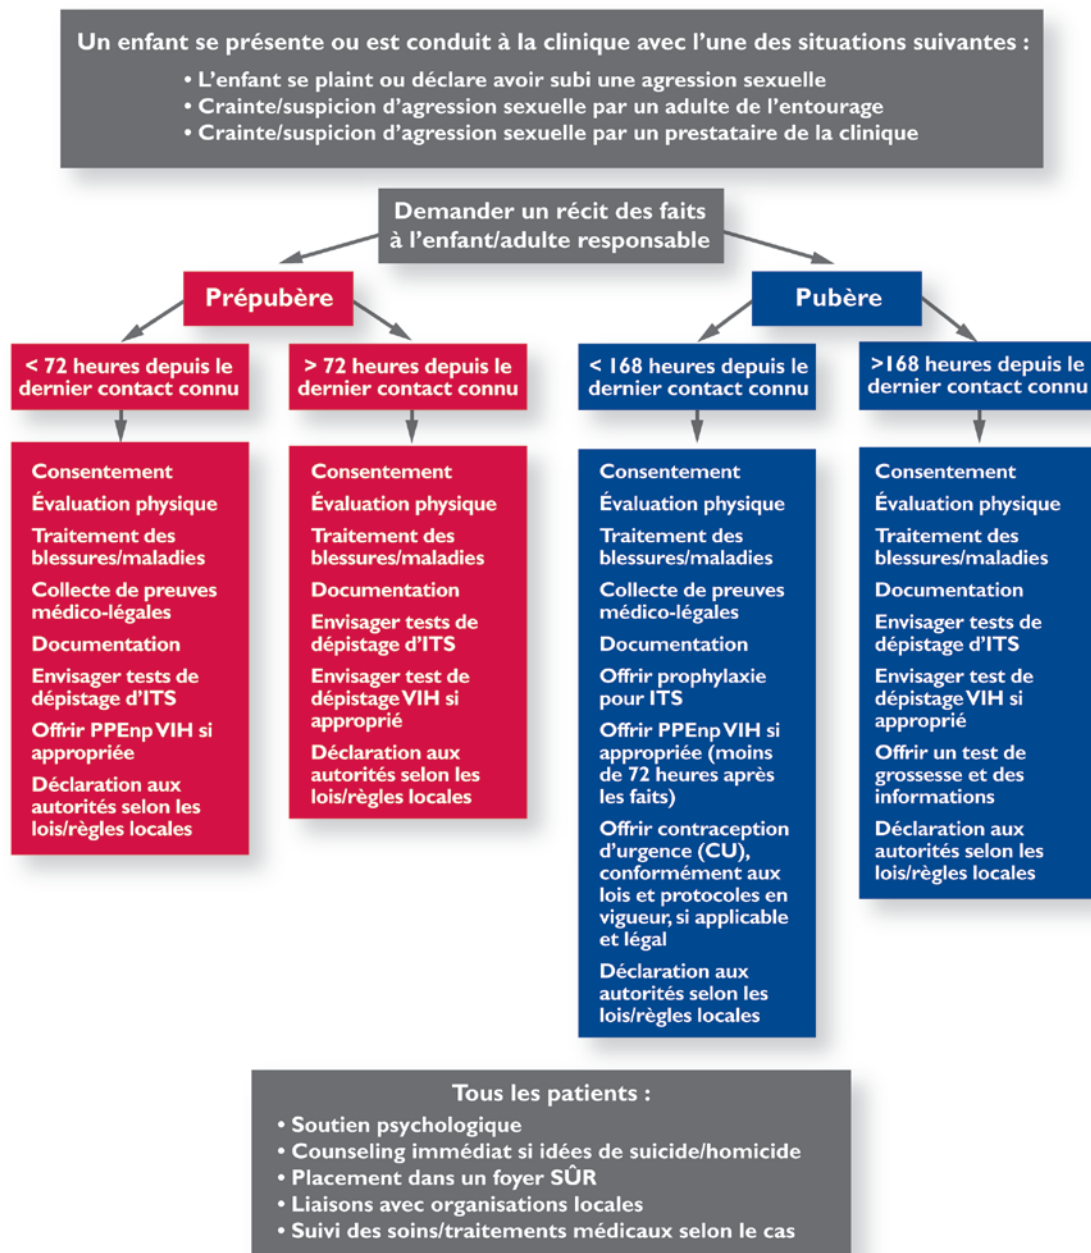 Un enfant se présente ou est conduit à la clinique avec l'une des situations suivantes :
• L'enfant se plaint ou déclare avoir subi une agression sexuelle
• Crainte/suspicion d'agression sexuelle par un adulte de l'entourage
• Crainte/suspicion d'agression sexuelle par un prestataire de la clinique
Demander un récit des faits
à l'enfant/adulte responsable
Prépubère
< 72 heures depuis le
dernier contact connu
Consentement
Évaluation physique
Traitement des
blessures/maladies
Collecte de preuves
médico-légales
Documentation
Envisager tests de
dépistage d'ITS
Offrir PPEnp VIH si
appropriée
Déclaration aux
autorités selon les
lois/règles locales
> 72 heures depuis le
dernier contact connu
Consentement
Évaluation physique
Traitement des
blessures/maladies
Documentation
Envisager tests de
dépistage d'ITS
Envisager test de
dépistage VIH si
approprié
Déclaration aux
autorités selon les
lois/règles locales
Pubère
< 168 heures depuis le
dernier contact connu
Consentement
Évaluation physique
Traitement des
blessures/maladies
Collecte de preuves
médico-légales
Documentation
Offrir prophylaxie
pour ITS
Offrir PPEnp VIH si
appropriée (moins
de 72 heures après
les faits)
Offrir contraception
d'urgence (CU),
conformément aux
lois et protocoles en
vigueur, si applicable
et légal
Déclaration aux
autorités selon les
lois/règles locales
>168 heures depuis le
dernier contact connu
Consentement
Évaluation physique
Traitement des
blessures/maladies
Documentation
Envisager tests de
dépistage d'ITS
Envisager test de
dépistage VIH si
approprié
Offrir un test de
grossesse et des
informations
Déclaration aux
autorités selon les
lois/règles locales
Tous les patients :
• Soutien psychologique
• Counseling immédiat si idées de suicide/homicide
• Placement dans un foyer SÛR
• Liaisons avec organisations locales
• Suivi des soins/traitements médicaux selon le cas